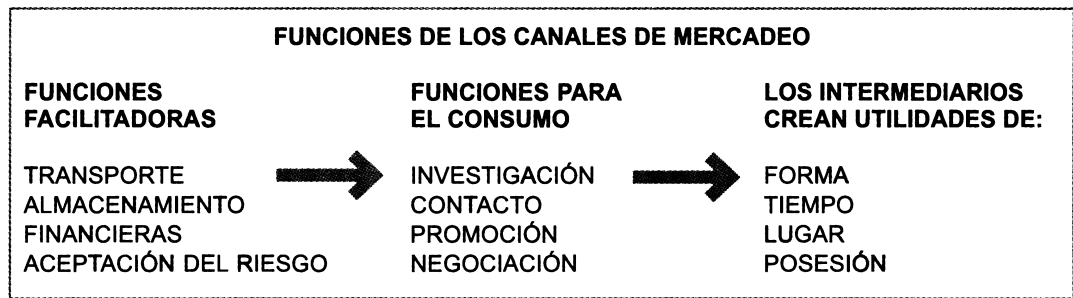 FUNCIONES DE LOS CANALES DE MERCADEO
FUNCIONES
FACILITADORAS
TRANSPORTE
ALMACENAMIENTO
FINANCIERAS
ACEPTACIÓN DEL RIESGO
FUNCIONES PARA
EL CONSUMO
INVESTIGACIÓN
CONTACTO
PROMOCIÓN
NEGOCIACIÓN
LOS INTERMEDIARIOS
CREAN UTILIDADES DE:
FORMA
TIEMPO
LUGAR
POSESIÓN